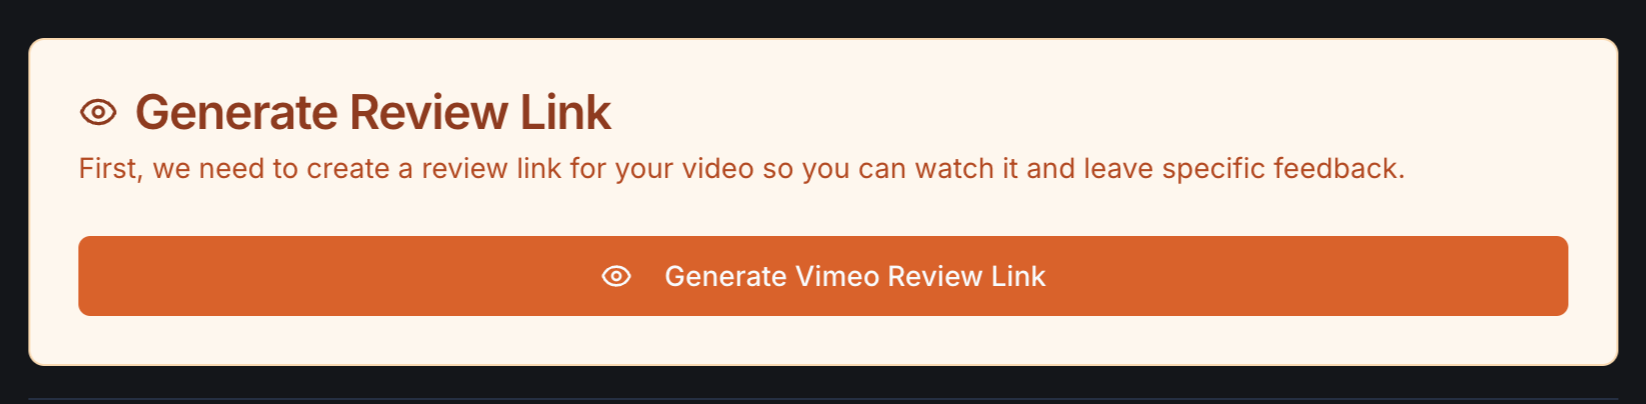 Generate Review Link
First, we need to create a review link for your video so you can watch it and leave specific feedback.
Generate Vimeo Review Link